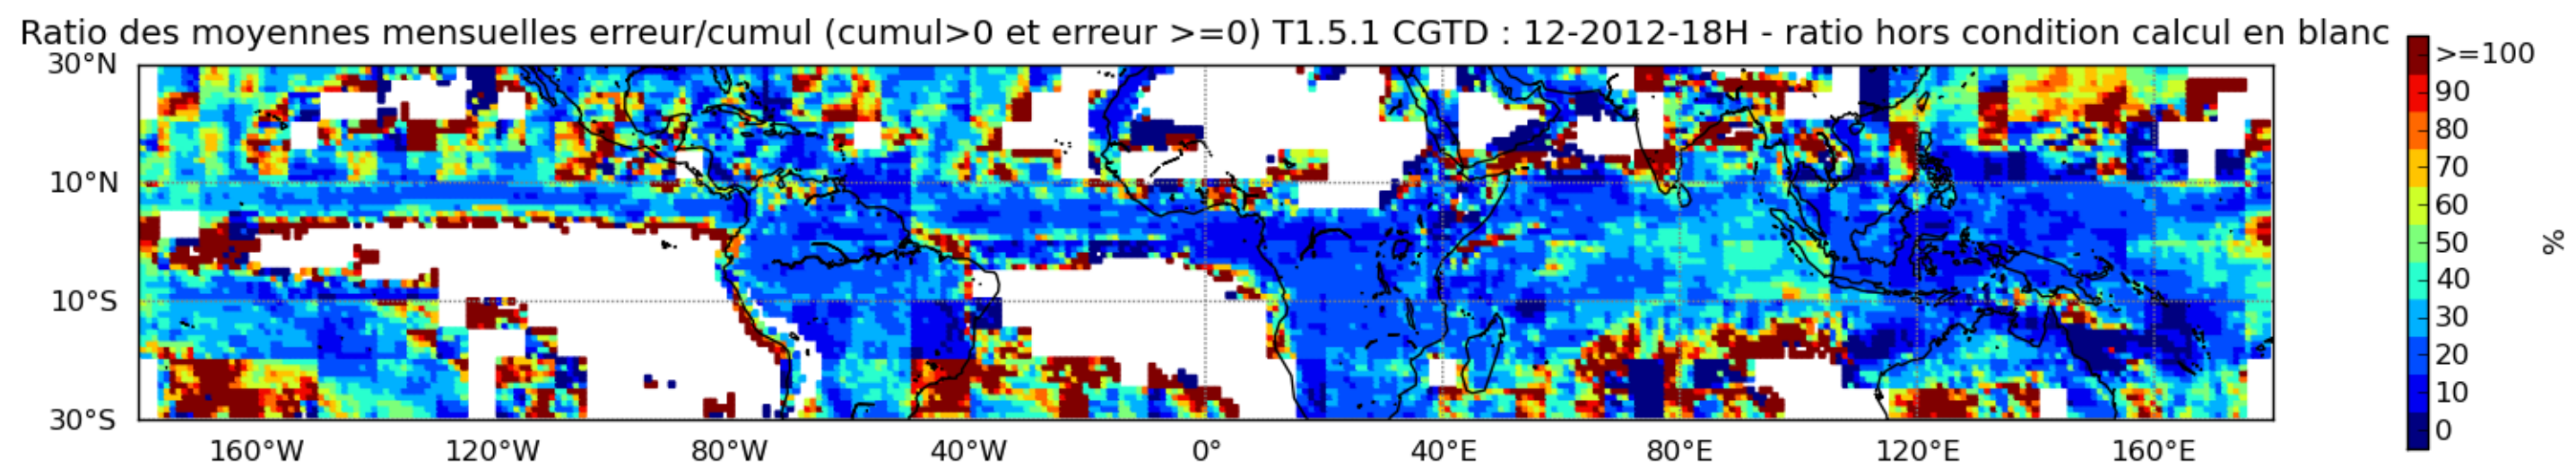 Ratio des moyennes mensuelles erreur/cumul (cumul>0 et erreur >=0) T1.5.1 CGTD : 12-2012-18H - ratio hors condition calcul en blanc
30°N
10°N
10°S
30°S
160°W 120°W 80°W 40°W 0° 40°E 80°E 120°E 160°E
>=100
90
80
70
60
50
40
30
20
10
0
%